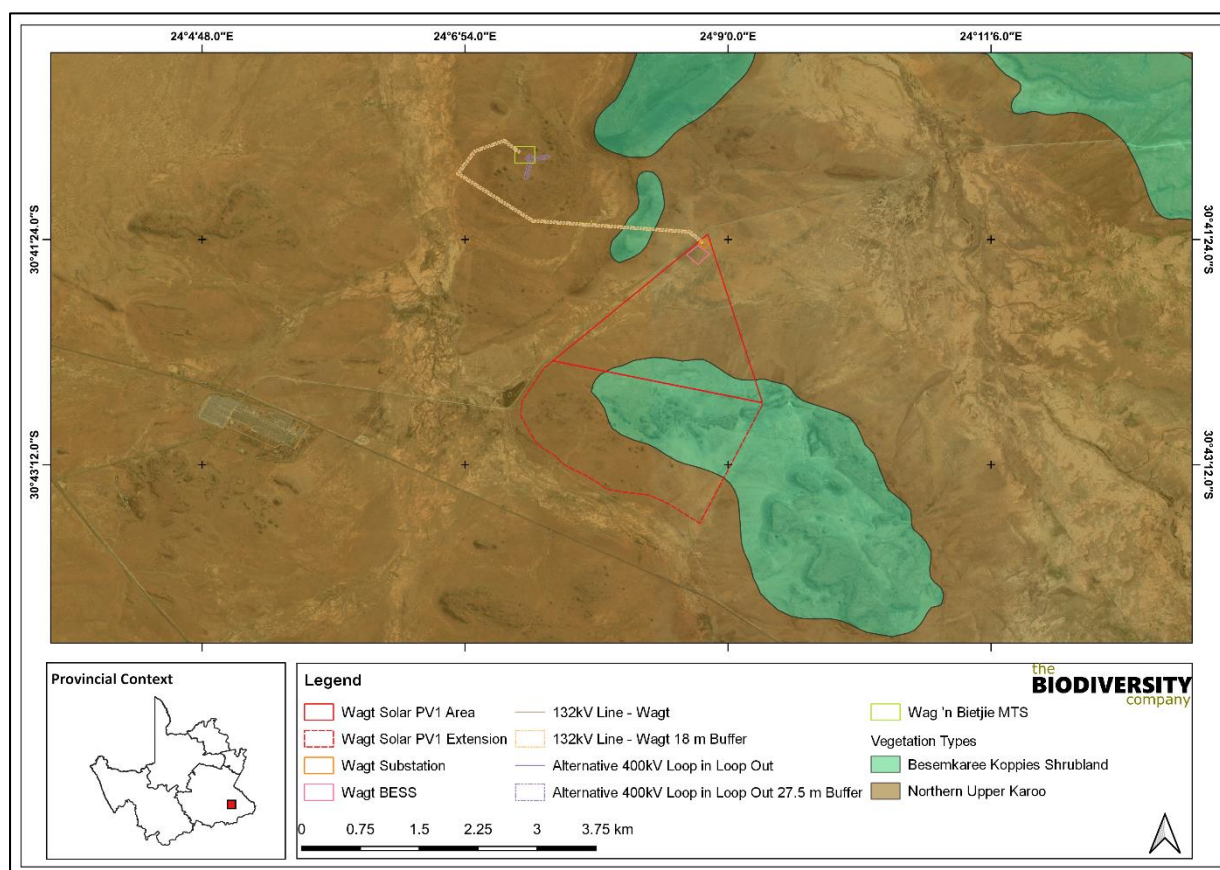 24°4'48.0"E 24°6'54.0"E 24°9'0.0"E 24°11'6.0"E
30°41'24.0"S 30°41'24.0"S
30°43'12.0"S 30°43'12.0"S
Provincial Context
Legend
Wagt Solar PV1 Area
Wagt Solar PV1 Extension
Wagt Substation
Wagt BESS
132kV Line - Wagt
132kV Line - Wagt 18 m Buffer
Alternative 400kV Loop in Loop Out
Alternative 400kV Loop in Loop Out 27.5 m Buffer
the
BIODIVERSITY
company
Wag 'n Bietjie MTS
Vegetation Types
Besemkaree Koppies Shrubland
Northern Upper Karoo
0 0.75 1.5 2.25 3 3.75 km